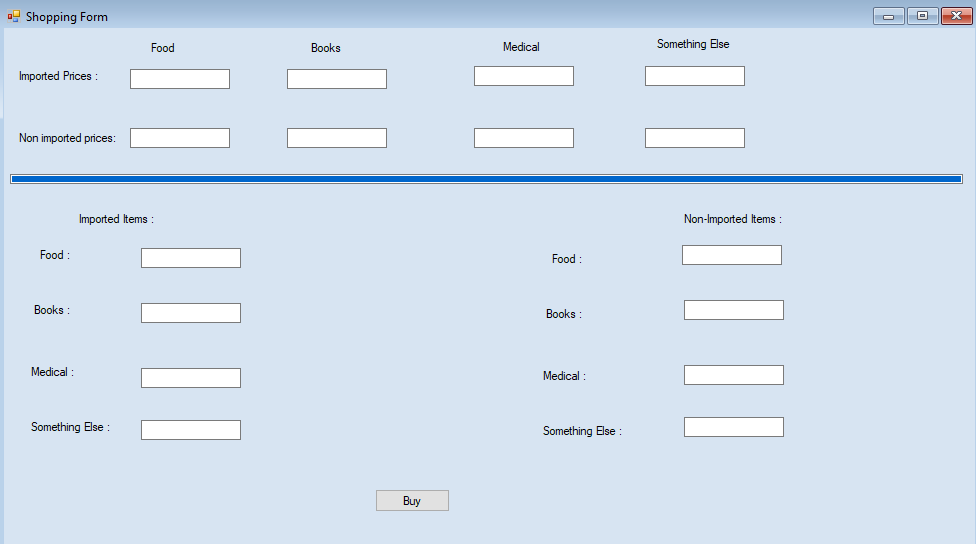 Shopping Form
Food Books Medical Something Else
Imported Prices :
Non imported prices:
Imported Items : Non-Imported Items :
Food : Food :
Books : Books :
Medical : Medical :
Something Else : Something Else :
Buy